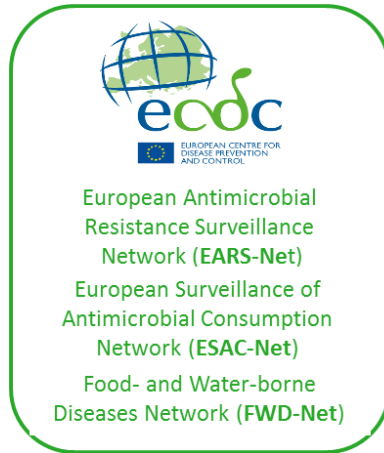 ecdc
EUROPEAN CENTRE FOR
DISEASE PREVENTION
AND CONTROL
European Antimicrobial
Resistance Surveillance
Network (EARS-Net)
European Surveillance of
Antimicrobial Consumption
Network (ESAC-Net)
Food- and Water-borne
Diseases Network (FWD-Net)